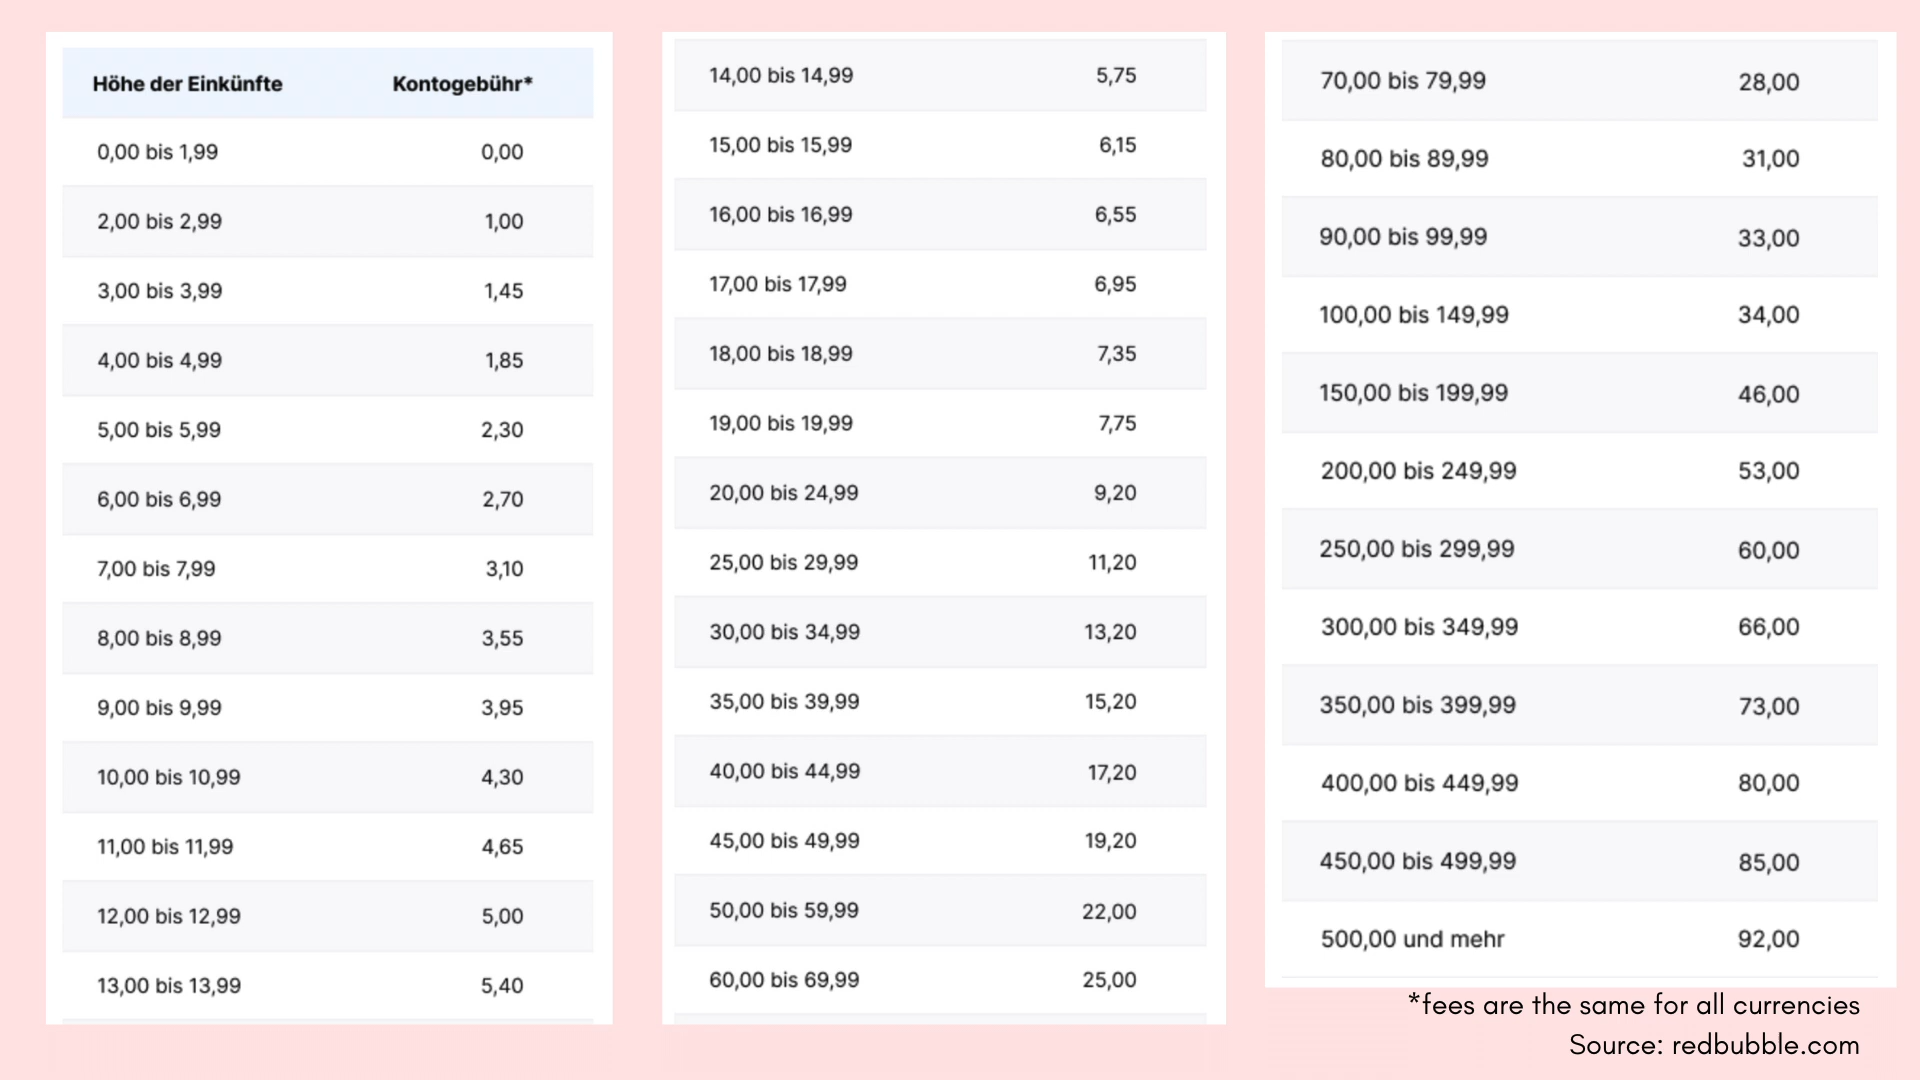 Höhe der Einkünfte Kontogebühr*
0,00 bis 1,99 0,00
2,00 bis 2,99 1,00
3,00 bis 3,99 1,45
4,00 bis 4,99 1,85
5,00 bis 5,99 2,30
6,00 bis 6,99 2,70
7,00 bis 7,99 3,10
8,00 bis 8,99 3,55
9,00 bis 9,99 3,95
10,00 bis 10,99 4,30
11,00 bis 11,99 4,65
12,00 bis 12,99 5,00
13,00 bis 13,99 5,40
14,00 bis 14,99 5,75
15,00 bis 15,99 6,15
16,00 bis 16,99 6,55
17,00 bis 17,99 6,95
18,00 bis 18,99 7,35
19,00 bis 19,99 7,75
20,00 bis 24,99 9,20
25,00 bis 29,99 11,20
30,00 bis 34,99 13,20
35,00 bis 39,99 15,20
40,00 bis 44,99 17,20
45,00 bis 49,99 19,20
50,00 bis 59,99 22,00
60,00 bis 69,99 25,00
70,00 bis 79,99 28,00
80,00 bis 89,99 31,00
90,00 bis 99,99 33,00
100,00 bis 149,99 34,00
150,00 bis 199,99 46,00
200,00 bis 249,99 53,00
250,00 bis 299,99 60,00
300,00 bis 349,99 66,00
350,00 bis 399,99 73,00
400,00 bis 449,99 80,00
450,00 bis 499,99 85,00
500,00 und mehr 92,00
*fees are the same for all currencies
Source: redbubble.com